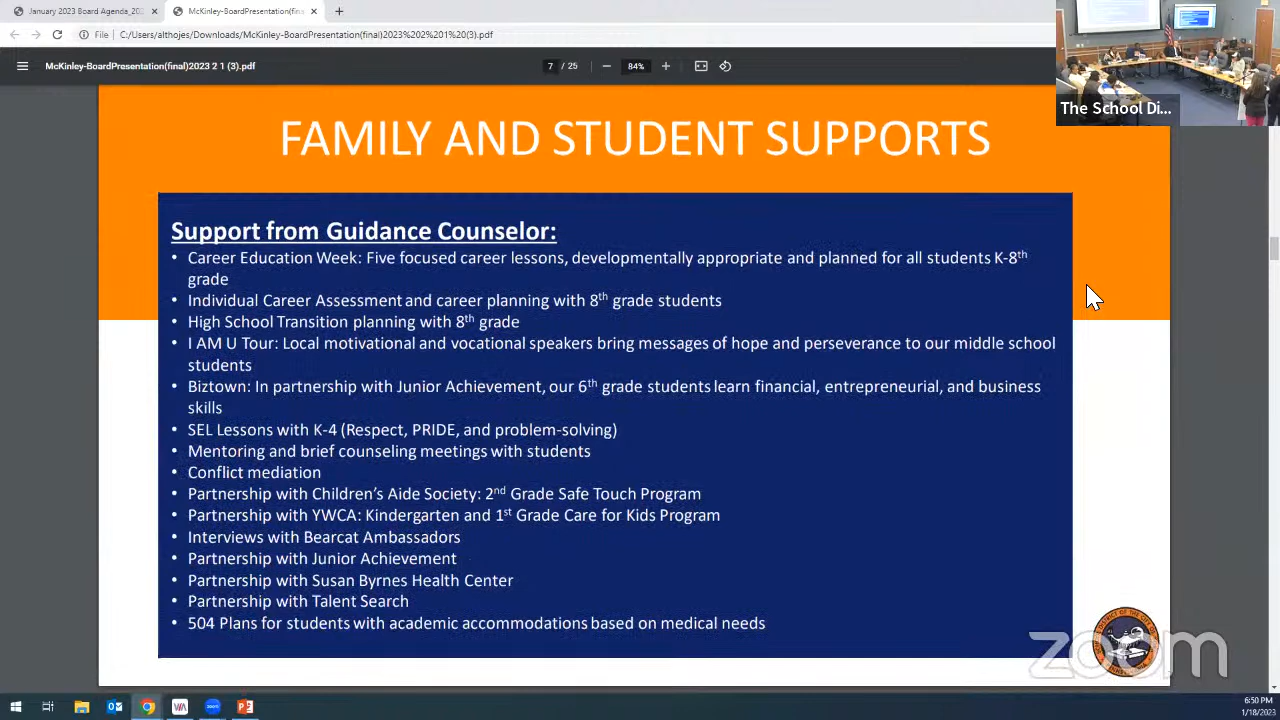 January 2023 Board Agenda_20
McKinley-BoardPresentation(fina
File
C:/Users/althojes/Downloads/McKinley-BoardPresentation(final)2023%202%201%20(3).pdf
McKinley-BoardPresentation(final)2023 2 1 (3).pdf
7 / 25
84%
The School Di...
FAMILY AND STUDENT SUPPORTS
Support from Guidance Counselor:
• Career Education Week: Five focused career lessons, developmentally appropriate and planned for all students K-8th
grade
• Individual Career Assessment and career planning with 8th grade students
• High School Transition planning with 8th grade
• I AM U Tour: Local motivational and vocational speakers bring messages of hope and perseverance to our middle school
students
• Biztown: In partnership with Junior Achievement, our 6th grade students learn financial, entrepreneurial, and business
skills
• SEL Lessons with K-4 (Respect, PRIDE, and problem-solving)
• Mentoring and brief counseling meetings with students
• Conflict mediation
• Partnership with Children's Aide Society: 2nd Grade Safe Touch Program
• Partnership with YWCA: Kindergarten and 1st Grade Care for Kids Program
• Interviews with Bearcat Ambassadors
• Partnership with Junior Achievement
• Partnership with Susan Byrnes Health Center
• Partnership with Talent Search
• 504 Plans for students with academic accommodations based on medical needs
zoom
6:50 PM
1/18/2023